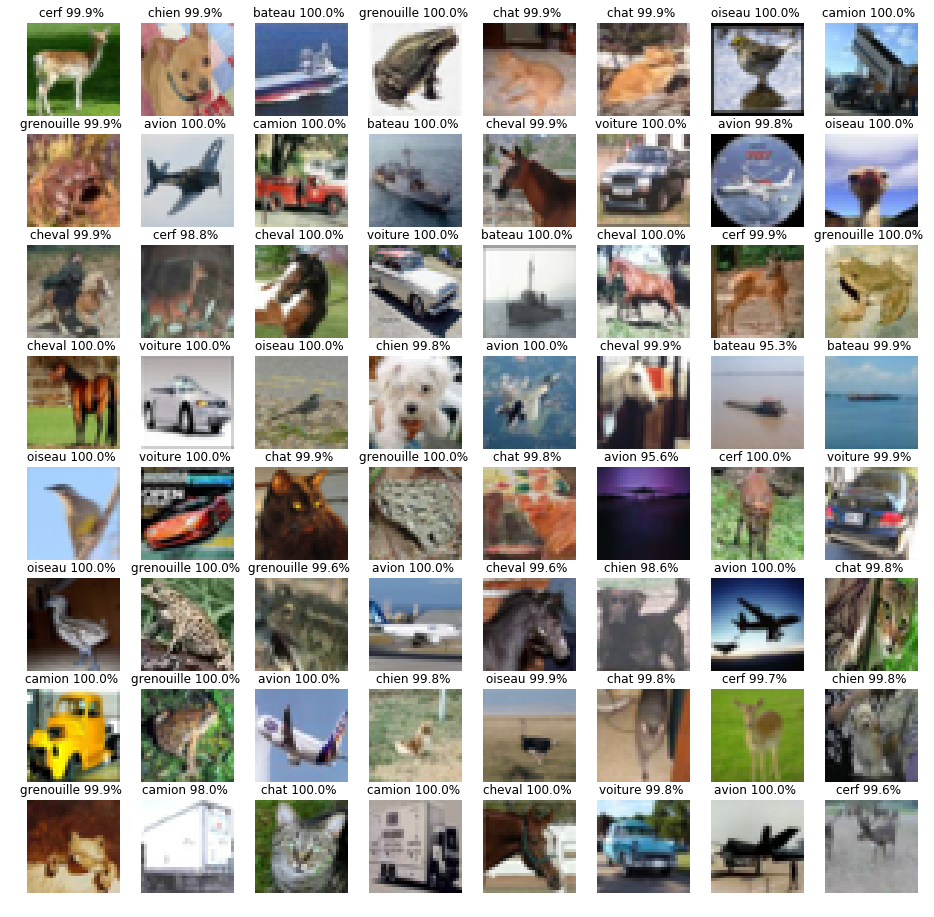 cerf 99.9% chien 99.9% bateau 100.0% grenouille 100.0% chat 99.9% chat 99.9% oiseau 100.0% camion 100.0%
grenouille 99.9% avion 100.0% camion 100.0% bateau 100.0% cheval 99.9% voiture 100.0% avion 99.8% oiseau 100.0%
cheval 99.9% cerf 98.8% cheval 100.0% voiture 100.0% bateau 100.0% cheval 100.0% cerf 99.9% grenouille 100.0%
cheval 100.0% voiture 100.0% oiseau 100.0% chien 99.8% avion 100.0% cheval 99.9% bateau 95.3% bateau 99.9%
oiseau 100.0% voiture 100.0% chat 99.9% grenouille 100.0% chat 99.8% avion 95.6% cerf 100.0% voiture 99.9%
OPEN
oiseau 100.0% grenouille 100.0% grenouille 99.6% avion 100.0% cheval 99.6% chien 98.6% avion 100.0% chat 99.8%
camion 100.0% grenouille 100.0% avion 100.0% chien 99.8% oiseau 99.9% chat 99.8% cerf 99.7% chien 99.8%
grenouille 99.9% camion 98.0% chat 100.0% camion 100.0% cheval 100.0% voiture 99.8% avion 100.0% cerf 99.6%